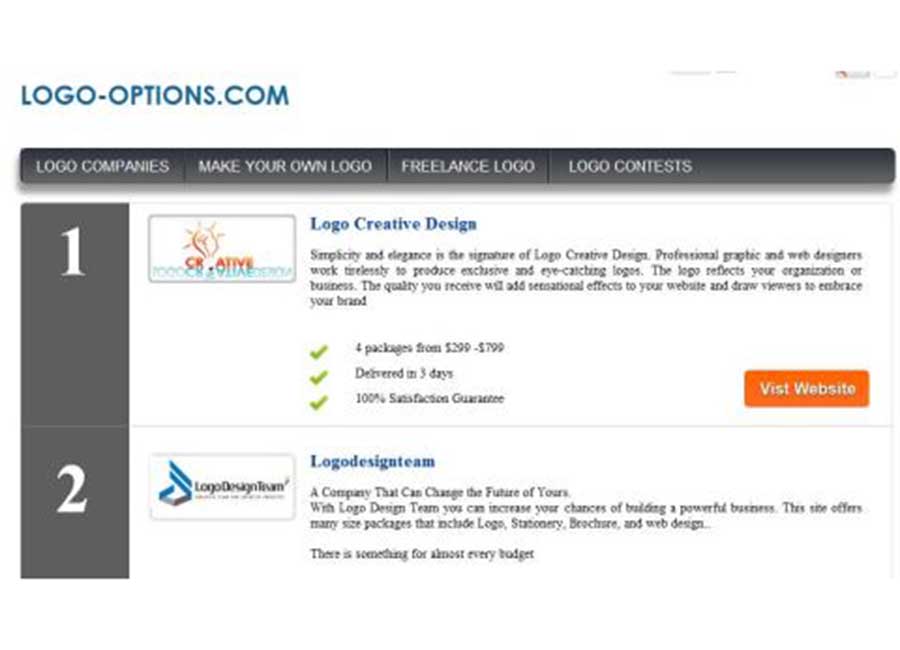 LOGO-OPTIONS.COM
LOGO COMPANIES MAKE YOUR OWN LOGO FREELANCE LOGO LOGO CONTESTS
1
CREATIVE
Logo Creative Design
Simplicity and elegance is the signature of Logo Creative Design. Professional graphic and web designers
work tirelessly to produce exclusive and eye-catching logos. The logo reflects your organization or
business. The quality you receive will add sensational effects to your website and draw viewers to embrace
your brand
4 packages from $299 -$799
Delivered in 3 days
100% Satisfaction Guarantee
Vist Website
2
LogoDesignTeam
Logodesignteam
A Company That Can Change the Future of Yours.
With Logo Design Team you can increase your chances of building a powerful business. This site offers
many size packages that include Logo, Stationery, Brochure, and web design..
There is something for almost every budget